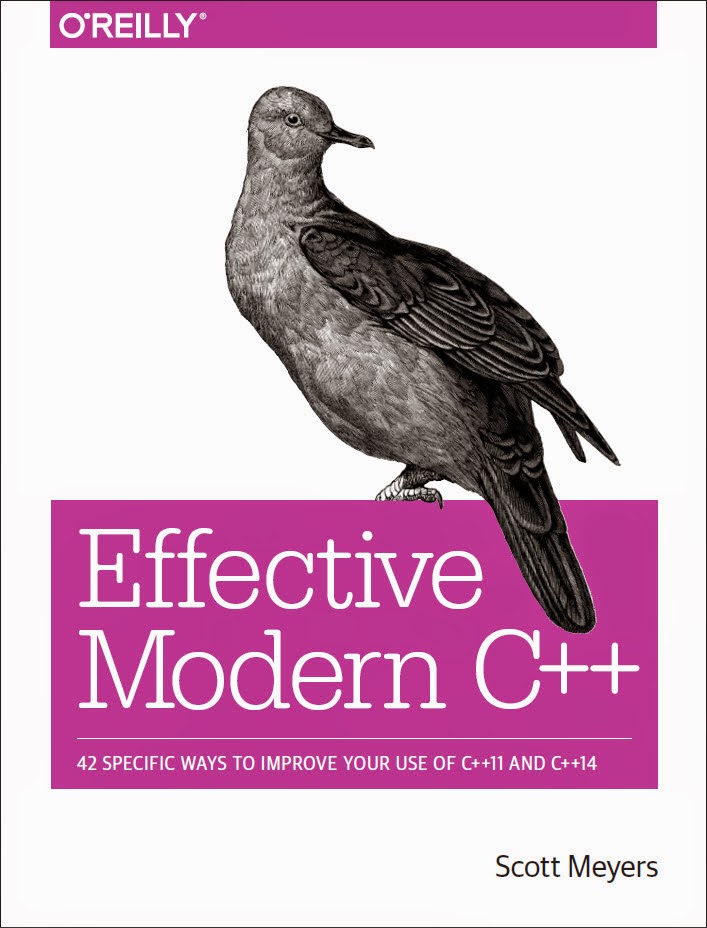 O'REILLY®
Effective
Modern C++
42 SPECIFIC WAYS TO IMPROVE YOUR USE OF C++11 AND C++14
Scott Meyers